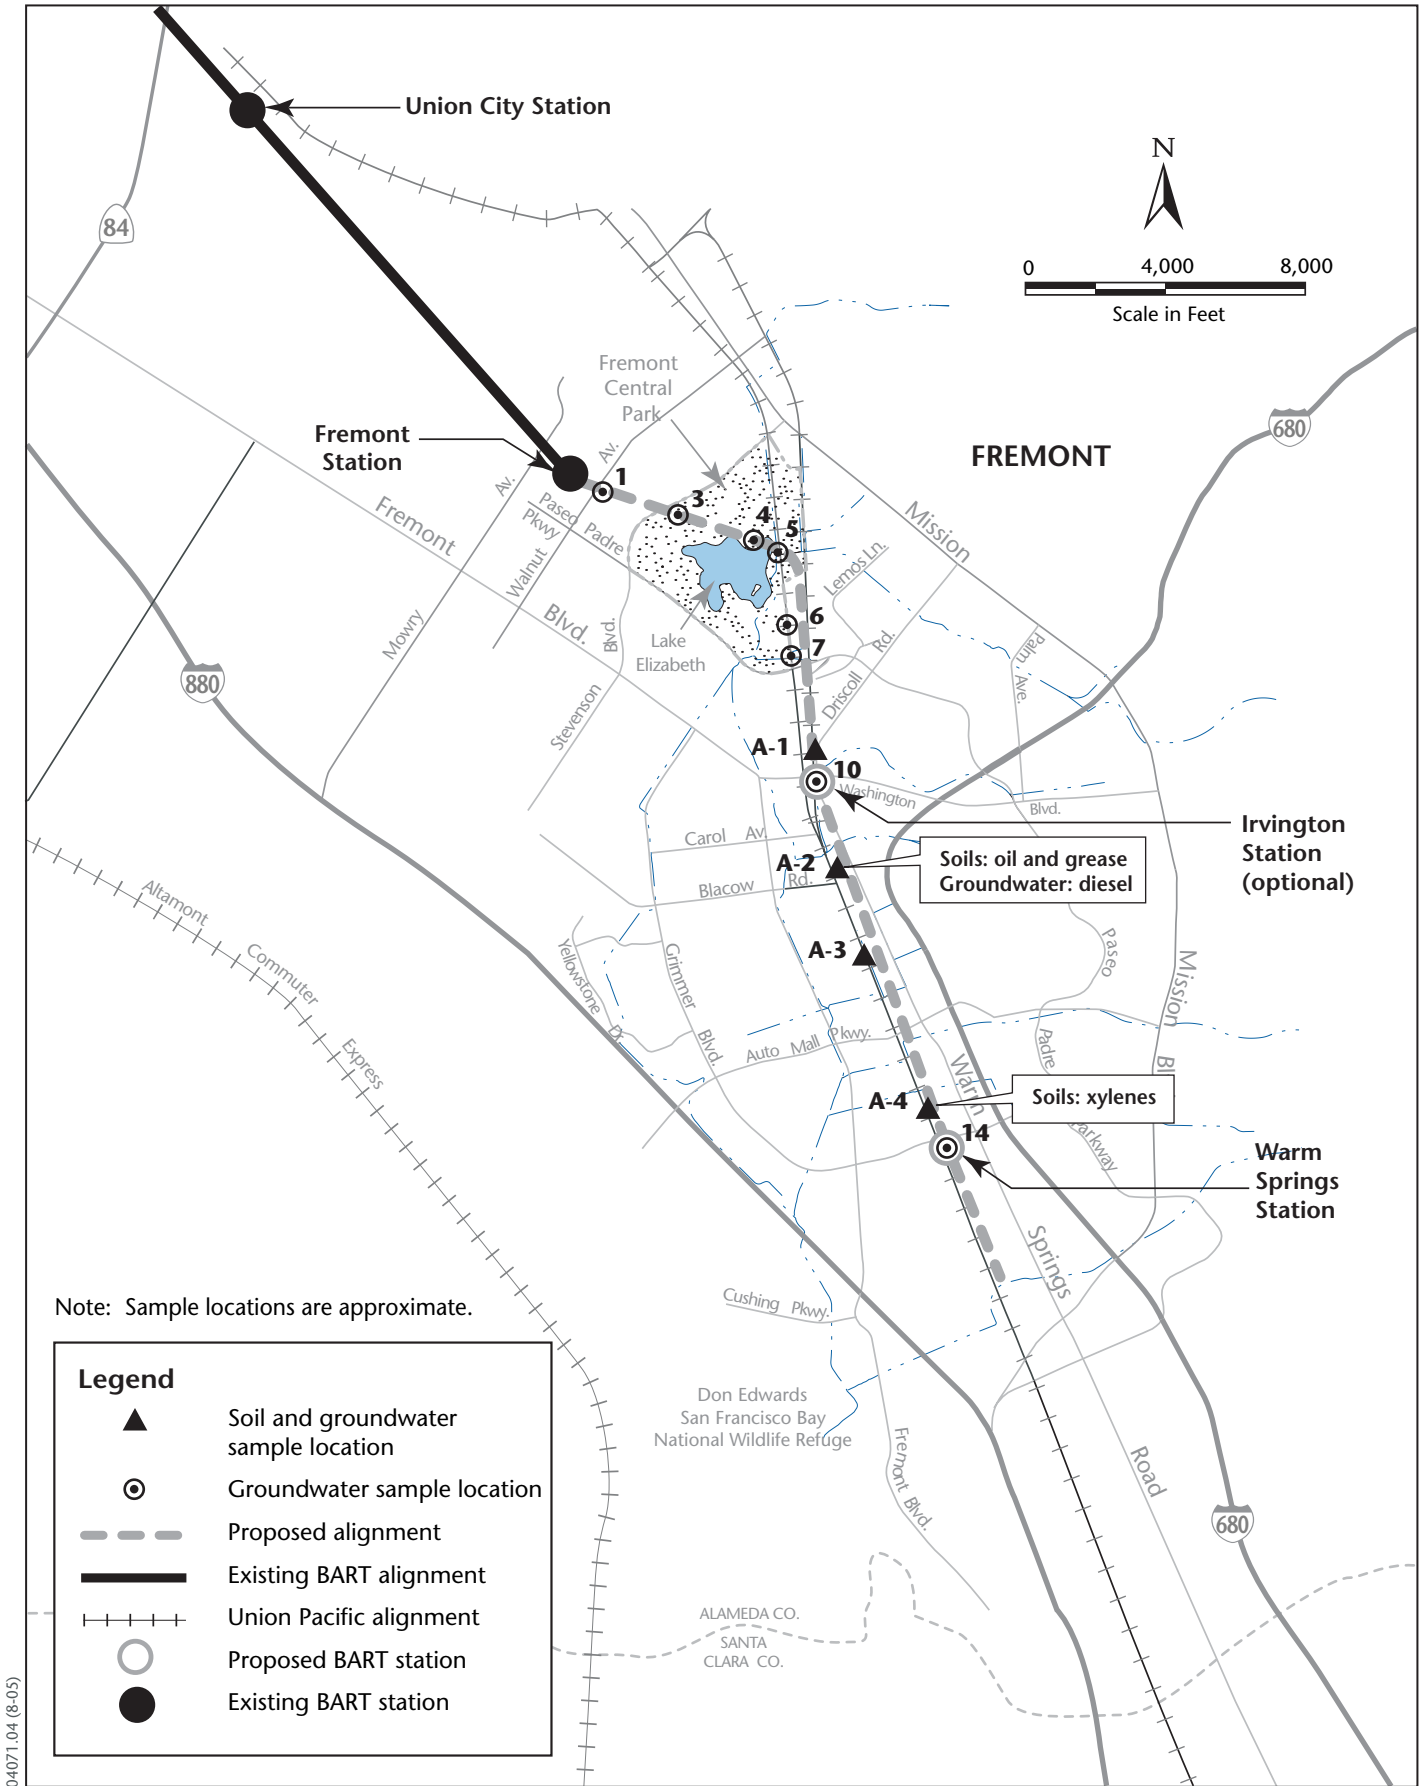 Union City Station
N
84
0 4,000 8,000
Scale in Feet
Fremont
Central
Park
680
Fremont
Station
FREMONT
Av.
1
Av.
3
Paseo Padre
Pkwy
4
5
Fremont
Mission
Walnut
Lemos Ln.
Blvd.
6
Mowry
Blvd.
Lake
Elizabeth
7
Rd.
Palm
Ave.
880
Driscoll
Stevenson
A-1
10
Washington
Blvd.
Irvington
Station
(optional)
Carol Av.
A-2
Soils: oil and grease
Groundwater: diesel
Blacow Rd.
Altamont
Commuter
Express
A-3
Paseo
Mission
Yellowstone
Dr.
Grimmer
Blvd.
Auto Mall Pkwy.
Padre
Warm
Bl
A-4
Soils: xylenes
14
arkway
Warm
Springs
Station
Springs
Cushing Pkwy.
Note: Sample locations are approximate.
Legend
Soil and groundwater
sample location
Groundwater sample location
Proposed alignment
Existing BART alignment
Union Pacific alignment
Proposed BART station
Existing BART station
Don Edwards
San Francisco Bay
National Wildlife Refuge
Fremont Blvd.
Road
680
ALAMEDA CO.
SANTA
CLARA CO.
04071.04 (8-05)